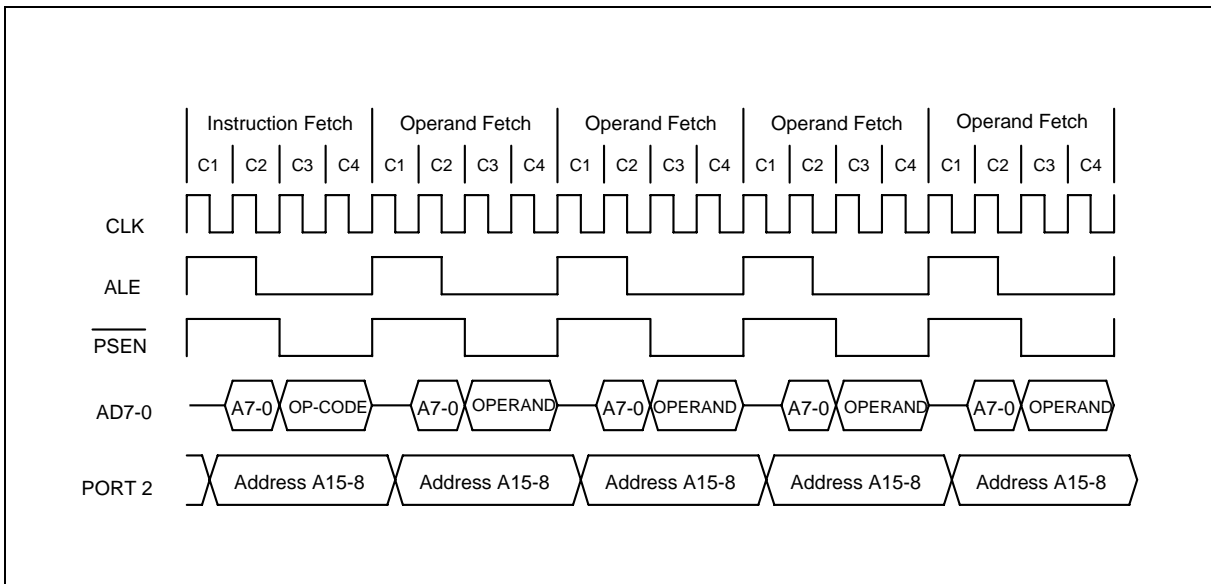 Instruction Fetch Operand Fetch Operand Fetch Operand Fetch Operand Fetch
C1 C2 C3 C4 C1 C2 C3 C4 C1 C2 C3 C4 C1 C2 C3 C4 C1 C2 C3 C4
CLK
ALE
PSEN
AD7-0 A7-0 OP-CODE A7-0 OPERAND A7-0 OPERAND A7-0 OPERAND A7-0 OPERAND
PORT 2 Address A15-8 Address A15-8 Address A15-8 Address A15-8 Address A15-8